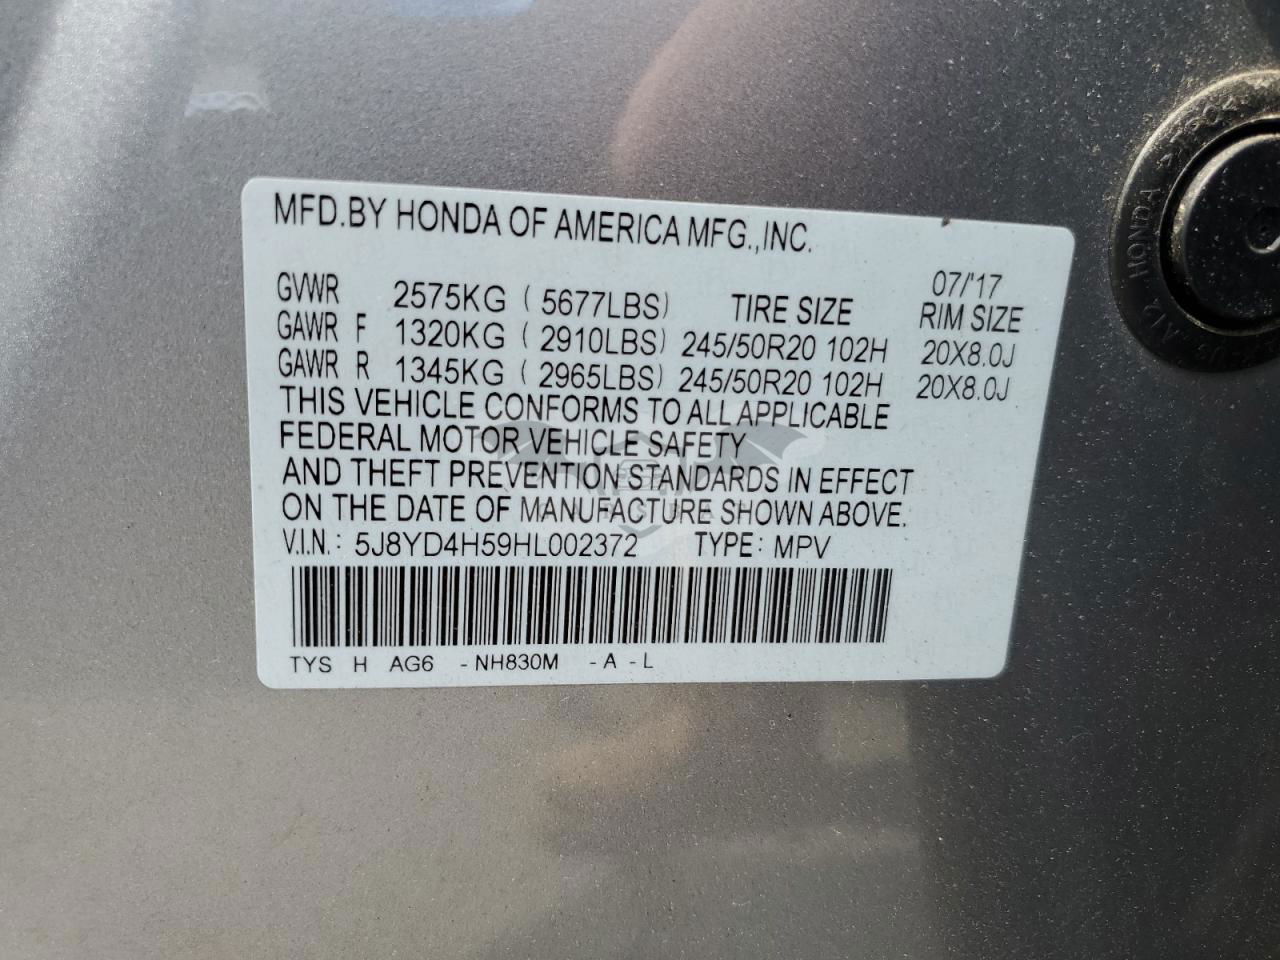 MFD.BY HONDA OF AMERICA MFG.,INC.
07/'17
GVWR 2575KG ( 5677LBS) TIRE SIZE RIM SIZE
GAWR F 1320KG ( 2910LBS) 245/50R20 102H 20X8.0J
GAWR R 1345KG ( 2965LBS) 245/50R20 102H 20X8.0J
THIS VEHICLE CONFORMS TO ALL APPLICABLE
FEDERAL MOTOR VEHICLE SAFETY
AND THEFT PREVENTION STANDARDS IN EFFECT
ON THE DATE OF MANUFACTURE SHOWN ABOVE.
V.I.N.: 5J8YD4H59HL002372 TYPE: MPV
TYS H AG6 -NH830M -A -L
HONDA